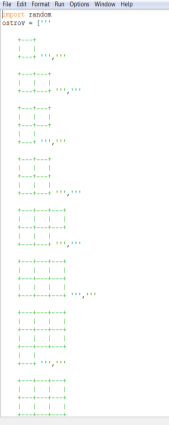 File Edit Format Run Options Window Help
import random
ostrov = ['''
+---+
|   |
+---+ ''','''
+---+---+
|   |   |
+---+---+ ''','''
+---+---+
|   |   |
+---+---+
|   |
+---+ ''','''
+---+---+
|   |   |
+---+---+
|   |   |
+---+---+ ''','''
+---+---+---+
|   |   |   |
+---+---+---+
|   |   |
+---+---+ ''','''
+---+---+---+
|   |   |   |
+---+---+---+
|   |   |   |
+---+---+---+ ''','''
+---+---+---+
|   |   |   |
+---+---+---+
|   |   |   |
+---+---+---+
|   |
+---+ ''','''
+---+---+---+
|   |   |   |
+---+---+---+
|   |   |   |
+---+---+---+